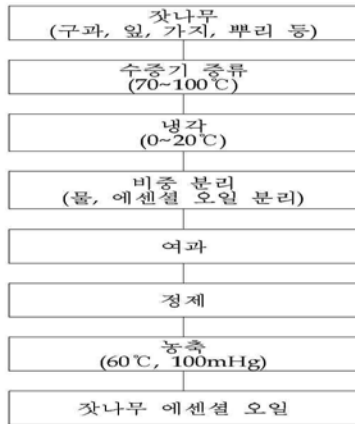 잣나무
(구과, 잎, 가지, 뿌리 등)
수증기 증류
(70~100℃)
냉각
(0~20℃)
비중 분리
(물, 에센셜 오일 분리)
여과
정제
농축
(60℃, 100mHg)
잣나무 에센셜 오일